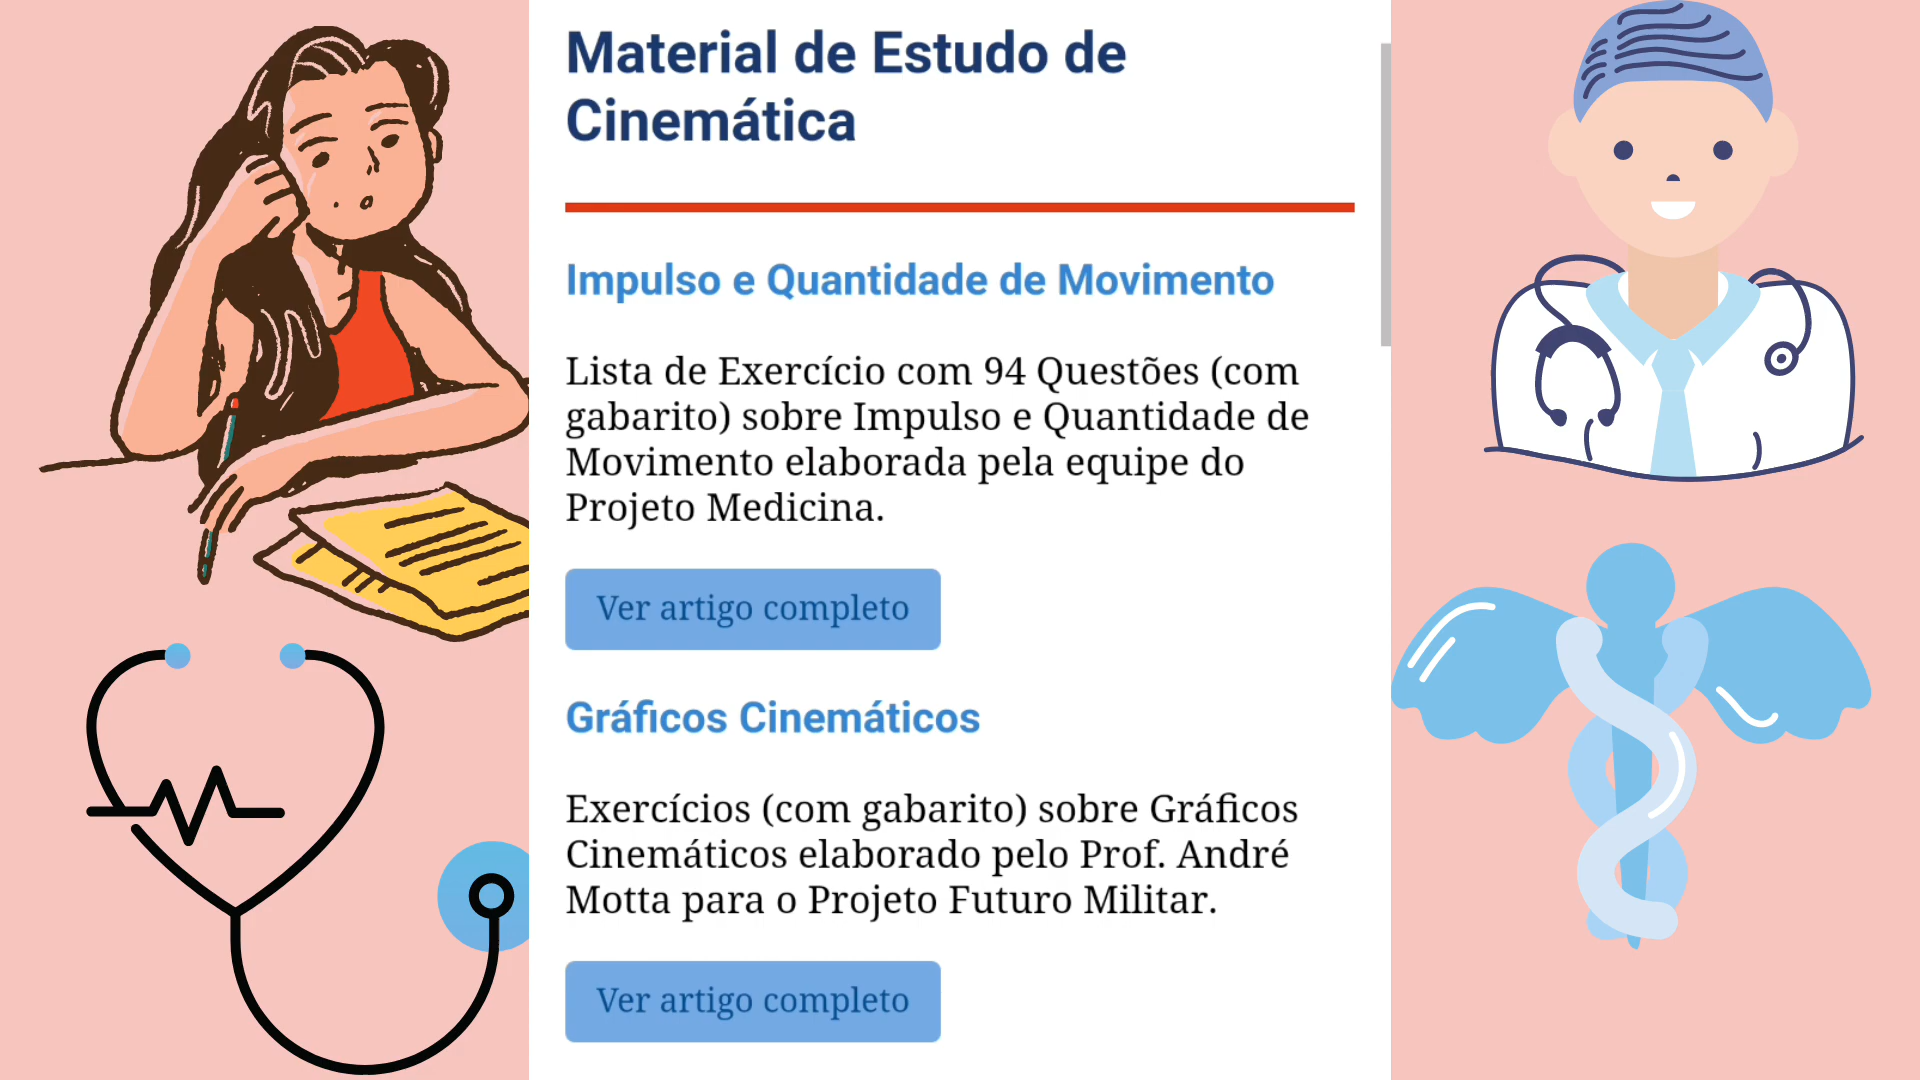 Material de Estudo de
Cinemática
Impulso e Quantidade de Movimento
Lista de Exercício com 94 Questões (com
gabarito) sobre Impulso e Quantidade de
Movimento elaborada pela equipe do
Projeto Medicina.
Ver artigo completo
Gráficos Cinemáticos
Exercícios (com gabarito) sobre Gráficos
Cinemáticos elaborado pelo Prof. André
Motta para o Projeto Futuro Militar.
Ver artigo completo